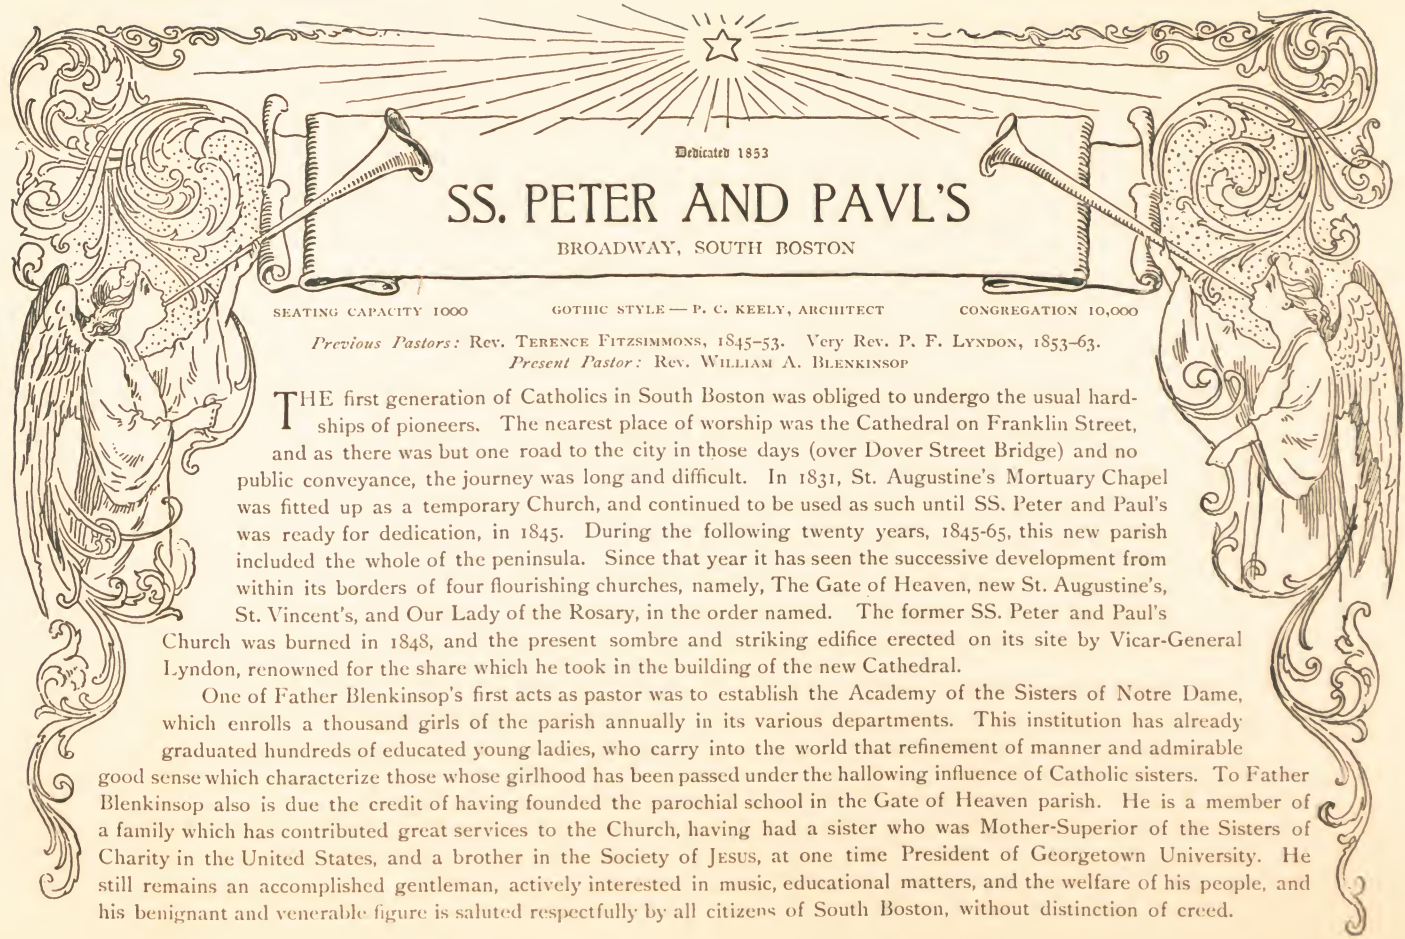 Dedicated 1853
SS. PETER AND PAVL'S
BROADWAY, SOUTH BOSTON
SEATING CAPACITY 1000 GOTHIC STYLE — P. C. KEELY, ARCHITECT CONGREGATION 10,000
Previous Pastors: Rev. Terence Fitzsimmons, 1845–53. Very Rev. P. F. Lyndon, 1853–63.
Present Pastor: Rev. William A. Blenkinsop
THE first generation of Catholics in South Boston was obliged to undergo the usual hard-
ships of pioneers. The nearest place of worship was the Cathedral on Franklin Street,
and as there was but one road to the city in those days (over Dover Street Bridge) and no
public conveyance, the journey was long and difficult. In 1831, St. Augustine's Mortuary Chapel
was fitted up as a temporary Church, and continued to be used as such until SS. Peter and Paul's
was ready for dedication, in 1845. During the following twenty years, 1845-65, this new parish
included the whole of the peninsula. Since that year it has seen the successive development from
within its borders of four flourishing churches, namely, The Gate of Heaven, new St. Augustine's,
St. Vincent's, and Our Lady of the Rosary, in the order named. The former SS. Peter and Paul's
Church was burned in 1848, and the present sombre and striking edifice erected on its site by Vicar-General
Lyndon, renowned for the share which he took in the building of the new Cathedral.
One of Father Blenkinsop's first acts as pastor was to establish the Academy of the Sisters of Notre Dame,
which enrolls a thousand girls of the parish annually in its various departments. This institution has already
graduated hundreds of educated young ladies, who carry into the world that refinement of manner and admirable
good sense which characterize those whose girlhood has been passed under the hallowing influence of Catholic sisters. To Father
Blenkinsop also is due the credit of having founded the parochial school in the Gate of Heaven parish. He is a member of
a family which has contributed great services to the Church, having had a sister who was Mother-Superior of the Sisters of
Charity in the United States, and a brother in the Society of Jesus, at one time President of Georgetown University. He
still remains an accomplished gentleman, actively interested in music, educational matters, and the welfare of his people, and
his benignant and venerable figure is saluted respectfully by all citizens of South Boston, without distinction of creed.